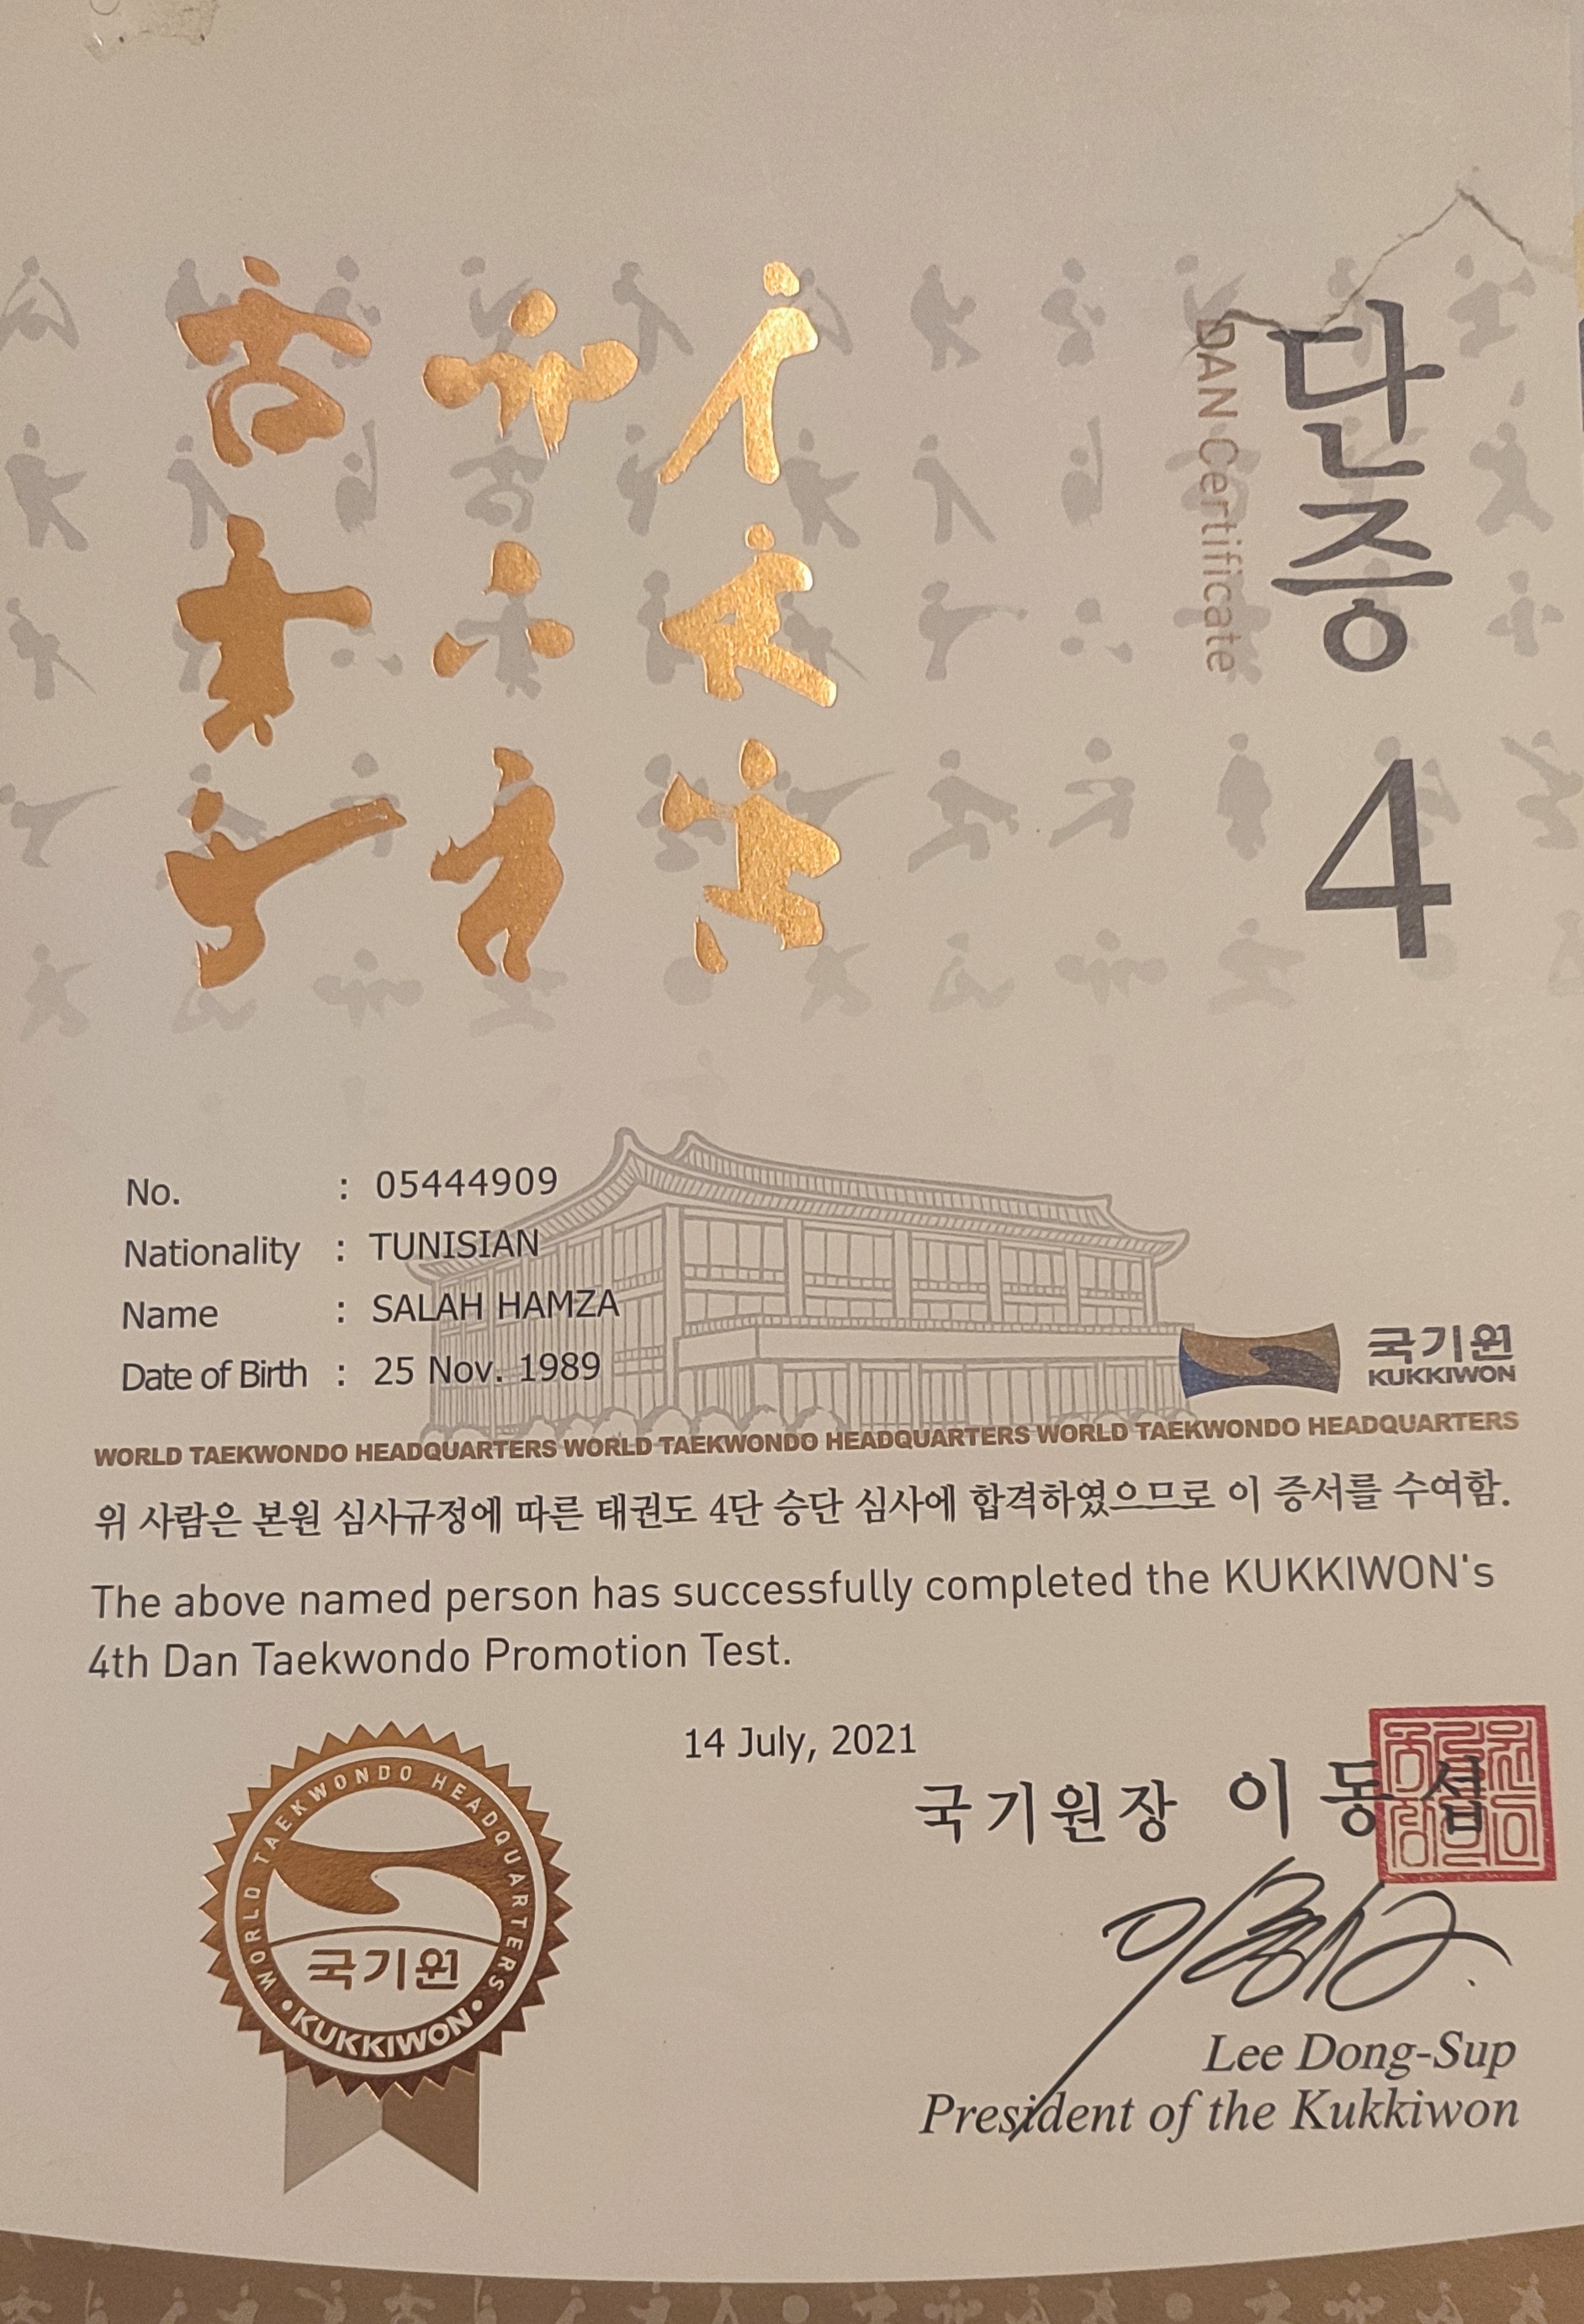 단증 4
DAN Certificate
No. : 05444909
Nationality : TUNISIAN
Name : SALAH HAMZA
Date of Birth : 25 Nov. 1989
국기원
KUKKIWON
WORLD TAEKWONDO HEADQUARTERS WORLD TAEKWONDO HEADQUARTERS WORLD TAEKWONDO HEADQUARTERS
위 사람은 본원 심사규정에 따른 태권도 4단 승단 심사에 합격하였으므로 이 증서를 수여함.
The above named person has successfully completed the KUKKIWON's
4th Dan Taekwondo Promotion Test.
14 July, 2021
국기원장 이동섭
Lee Dong-Sup
President of the Kukkiwon
WORLD TAEKWONDO HEADQUARTERS
국기원
KUKKIWON